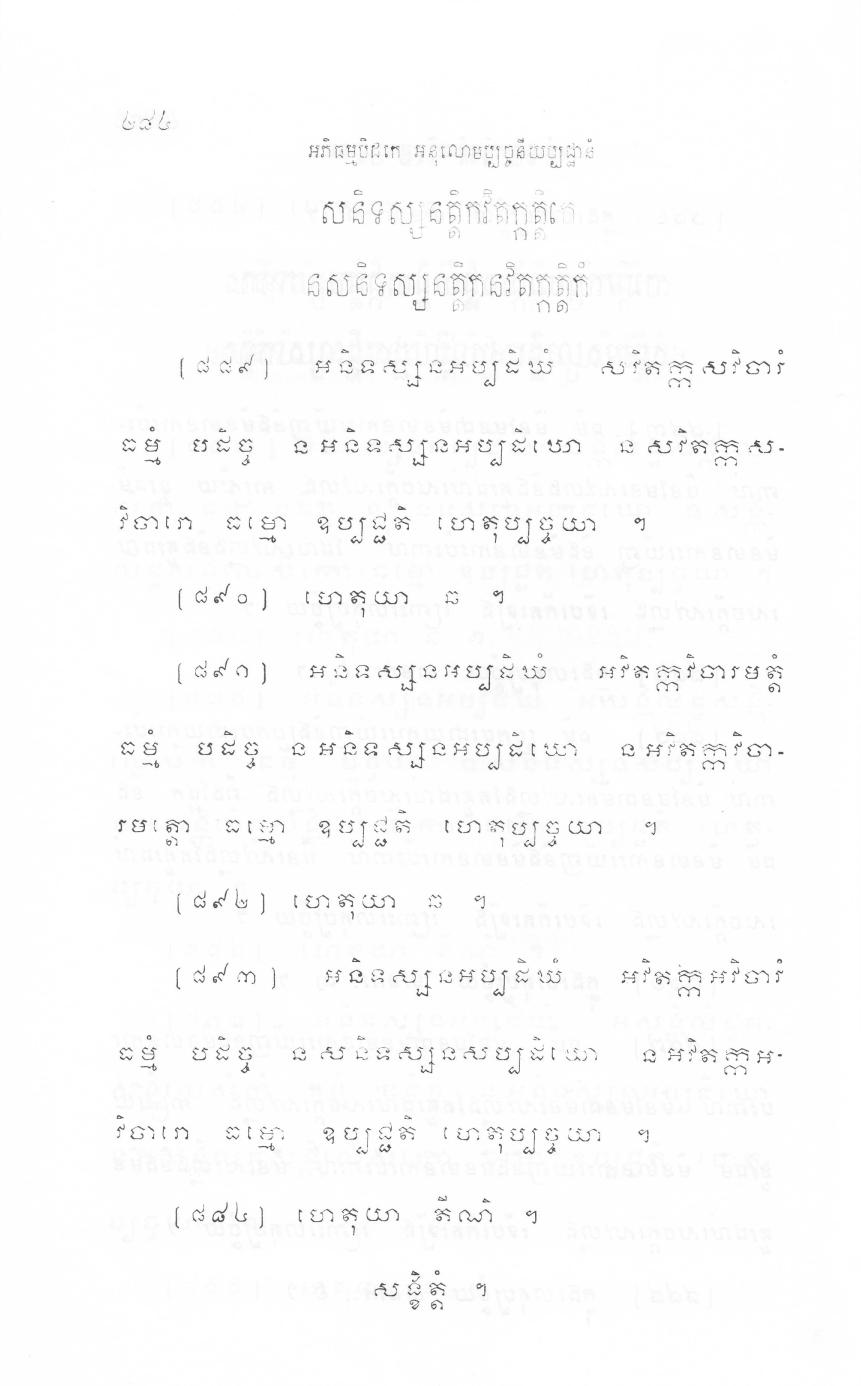 ២៨៤
អភិធម្មបិដកេ អនុលោមប្បច្ចនីយប្បដ្ឋានំ
សនិទស្សនត្តិកវិតក្កត្តិកេ
នសនិទស្សនត្តិកនវិតក្កត្តិកំ
(៨៨៩) អនិទស្សនអប្បដិឃំ សវិតក្កសវិចារំ
ធម្មំ បដិច្ច នអនិទស្សនអប្បដិឃោ នសវិតក្កស-
វិចារោ ធម្មោ ឧប្បជ្ជតិ ហេតុប្បច្ចយា ។
(៨៩០) ហេតុយា ឆ ។
(៨៩១) អនិទស្សនអប្បដិឃំ អវិតក្កវិចារមត្តំ
ធម្មំ បដិច្ច នអនិទស្សនអប្បដិឃោ នអវិតក្កវិចា-
រមត្តោ ធម្មោ ឧប្បជ្ជតិ ហេតុប្បច្ចយា ។
(៨៩២) ហេតុយា ឆ ។
(៨៩៣) អនិទស្សនអប្បដិឃំ អវិតក្កអវិចារំ
ធម្មំ បដិច្ច នសនិទស្សនសប្បដិឃោ នអវិតក្កអ-
វិចារោ ធម្មោ ឧប្បជ្ជតិ ហេតុប្បច្ចយា ។
(៨៨៤) ហេតុយា តីណិ ។
សង្ខិត្តំ ។